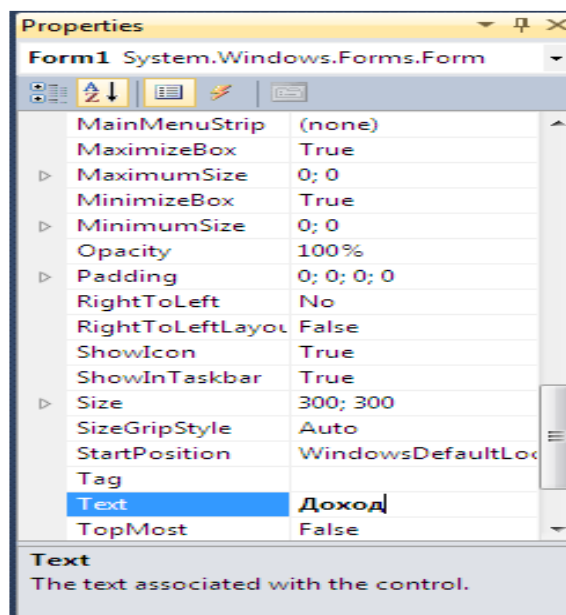 Properties
Form1 System.Windows.Forms.Form
MainMenuStrip (none)
MaximizeBox True
MaximumSize 0; 0
MinimizeBox True
MinimumSize 0; 0
Opacity 100%
Padding 0; 0; 0; 0
RightToLeft No
RightToLeftLayou False
ShowIcon True
ShowInTaskbar True
Size 300; 300
SizeGripStyle Auto
StartPosition WindowsDefaultLoc
Tag
Text Доход
TopMost False
Text
The text associated with the control.